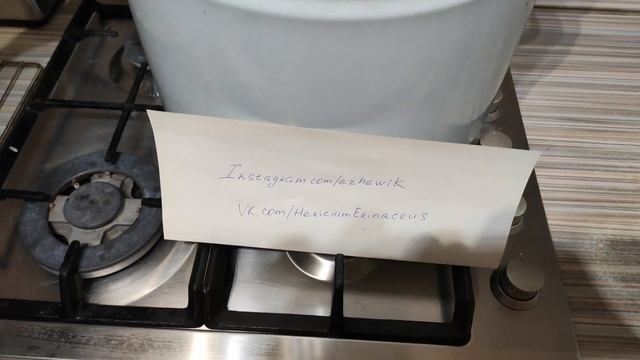 Instagram.com/ezhewik
VK.com/HericiumErinaceus